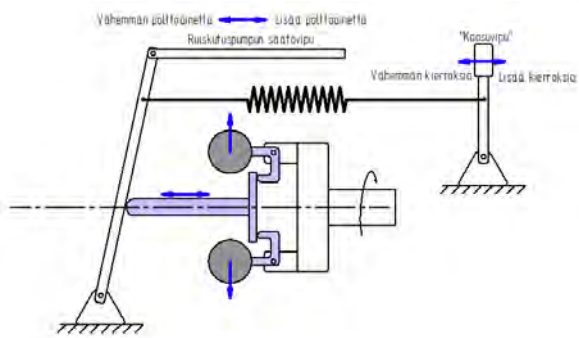 Vähemmän polttoainetta Lisää polttoainetta
Ruiskutuspumpun säätövipu
"Kaasuvipu"
Vähemmän kierroksia Lisää kierroksia